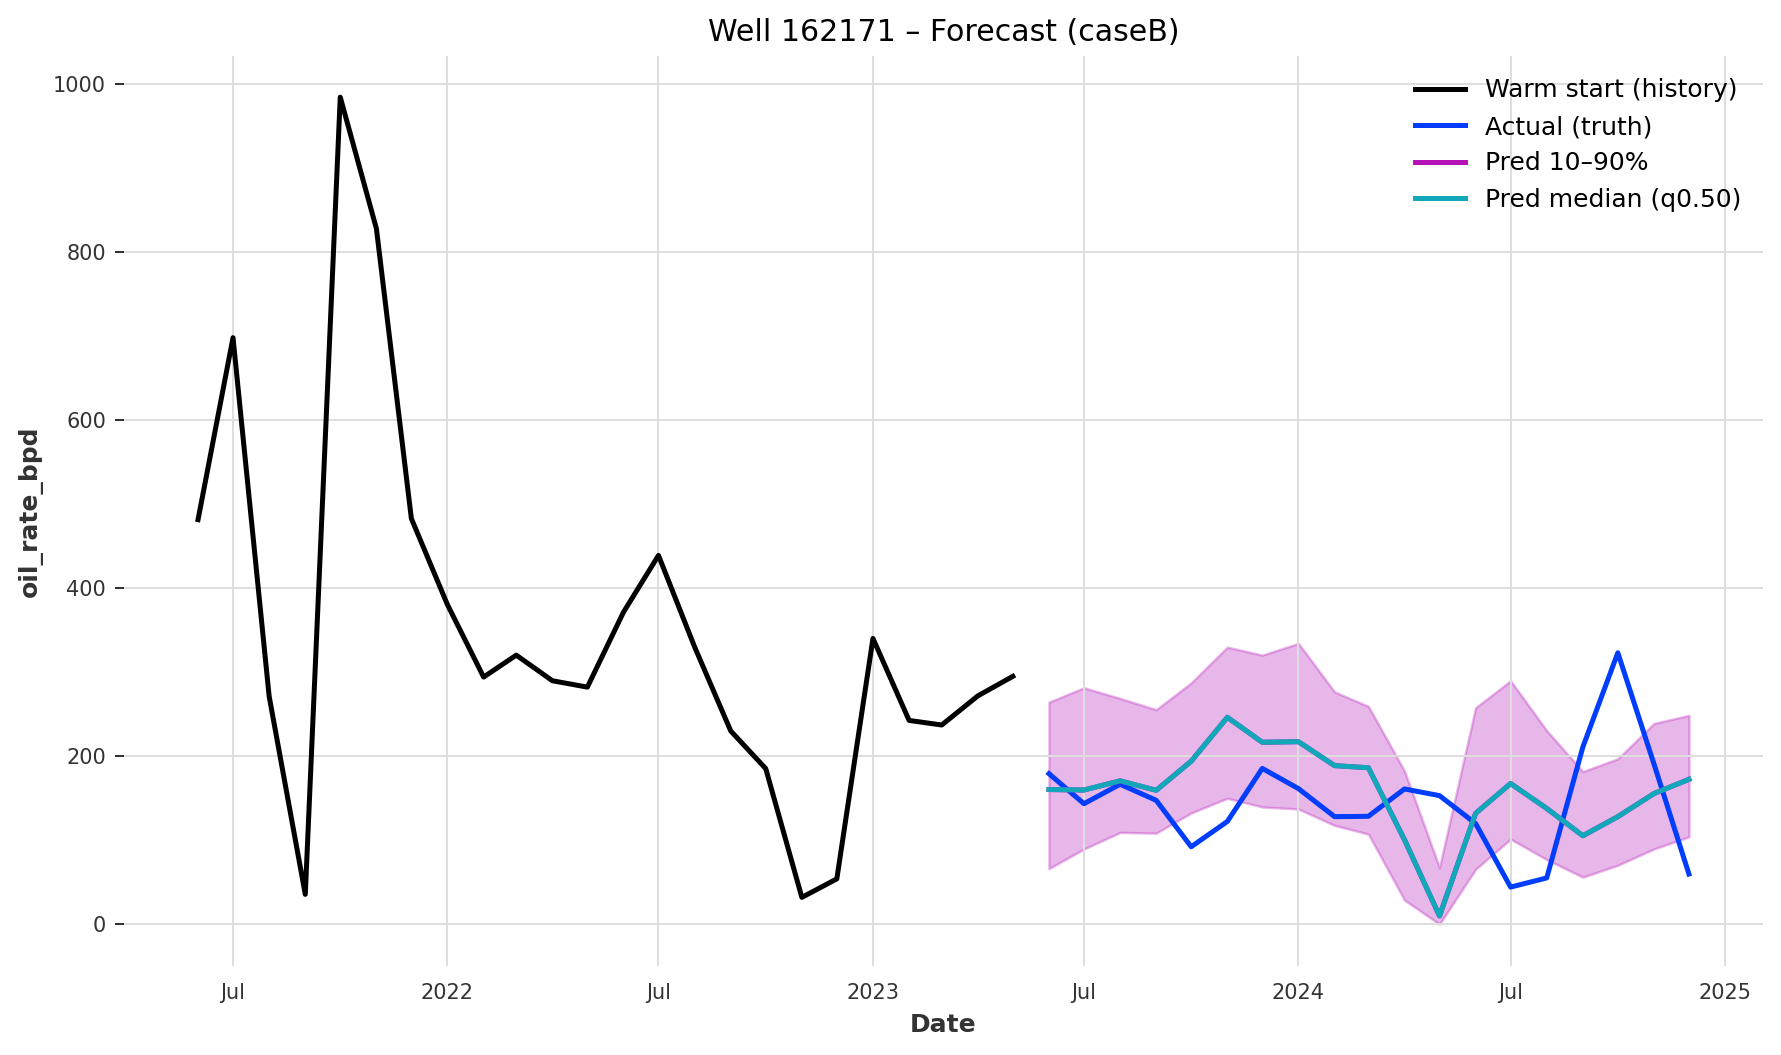 Well 162171 – Forecast (caseB)
Warm start (history)
Actual (truth)
Pred 10–90%
Pred median (q0.50)
oil_rate_bpd
1000
800
600
400
200
0
Jul
2022
Jul
2023
Jul
2024
Jul
2025
Date